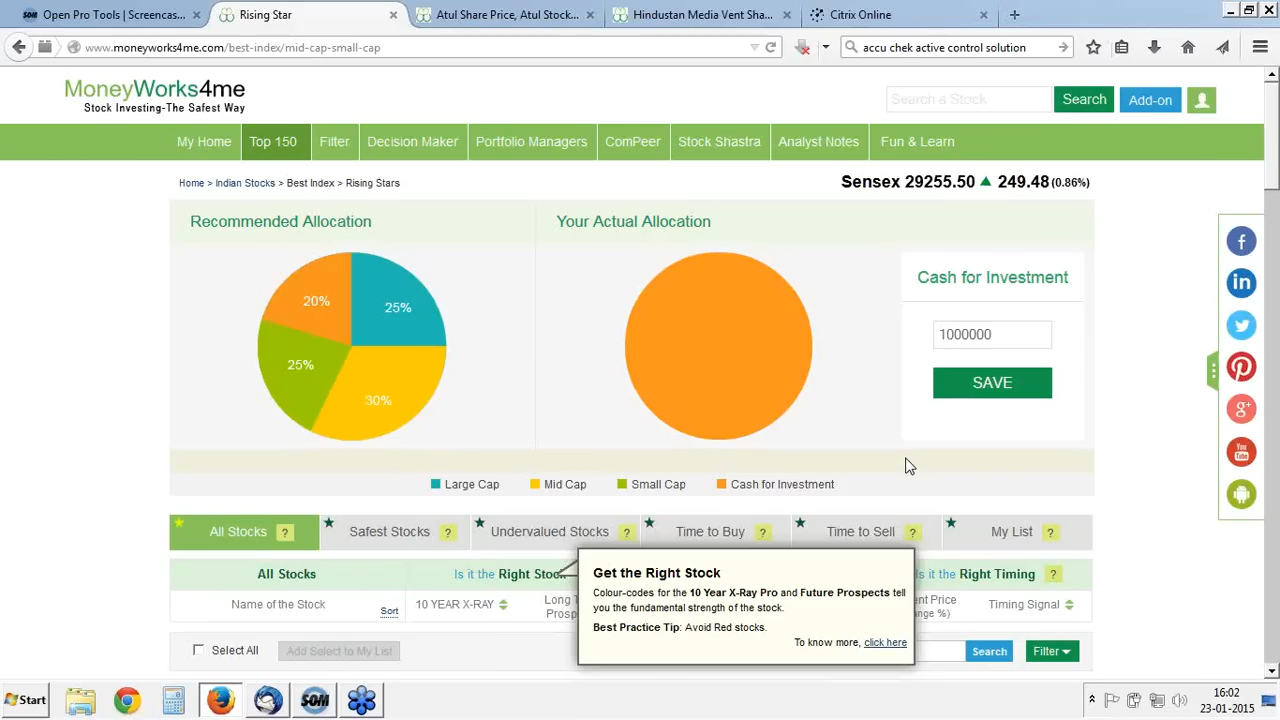 Open Pro Tools | Screencas...
Rising Star
Atul Share Price, Atul Stock...
Hindustan Media Vent Sha...
Citrix Online
www.moneyworks4me.com/best-index/mid-cap-small-cap
accu chek active control solution
MoneyWorks4me
Stock Investing-The Safest Way
Search a Stock
Search
Add-on
My Home
Top 150
Filter
Decision Maker
Portfolio Managers
ComPeer
Stock Shastra
Analyst Notes
Fun & Learn
Home > Indian Stocks > Best Index > Rising Stars
Sensex 29255.50 249.48 (0.86%)
Recommended Allocation
Your Actual Allocation
20%
25%
25%
30%
Cash for Investment
1000000
SAVE
Large Cap
Mid Cap
Small Cap
Cash for Investment
All Stocks ?
Safest Stocks ?
Undervalued Stocks ?
Time to Buy ?
Time to Sell ?
My List ?
All Stocks
Is it the Right Stock
Is it the Right Timing ?
Name of the Stock
Sort
10 YEAR X-RAY
Timing Signal
Get the Right Stock
Colour-codes for the 10 Year X-Ray Pro and Future Prospects tell
you the fundamental strength of the stock.
Best Practice Tip: Avoid Red stocks.
To know more, click here
Select All
Add Select to My List
Search
Filter
Start
SOM
16:02
23-01-2015